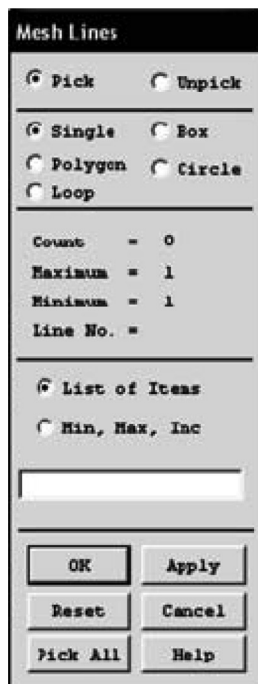 Mesh Lines
Pick Unpick
Single Box
Polygon Circle
Loop
Count = 0
Maximum = 1
Minimum = 1
Line No. =
List of Items
Min, Max, Inc
OK Apply
Reset Cancel
Pick All Help